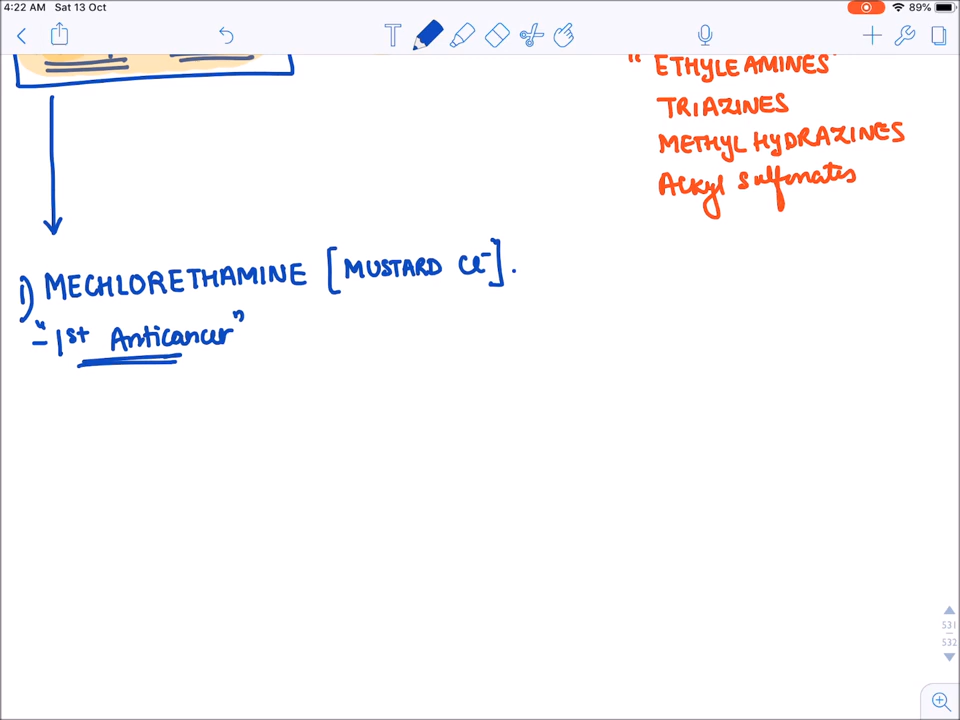 4:22 AM Sat 13 Oct
89%
T
" ETHYLEAMINES
TRIAZINES
METHYL HYDRAZINES
Alkyl Sulfonates
1) MECHLORETHAMINE [MUSTARD Cl⁻].
- "1st Anticancer"
531
532